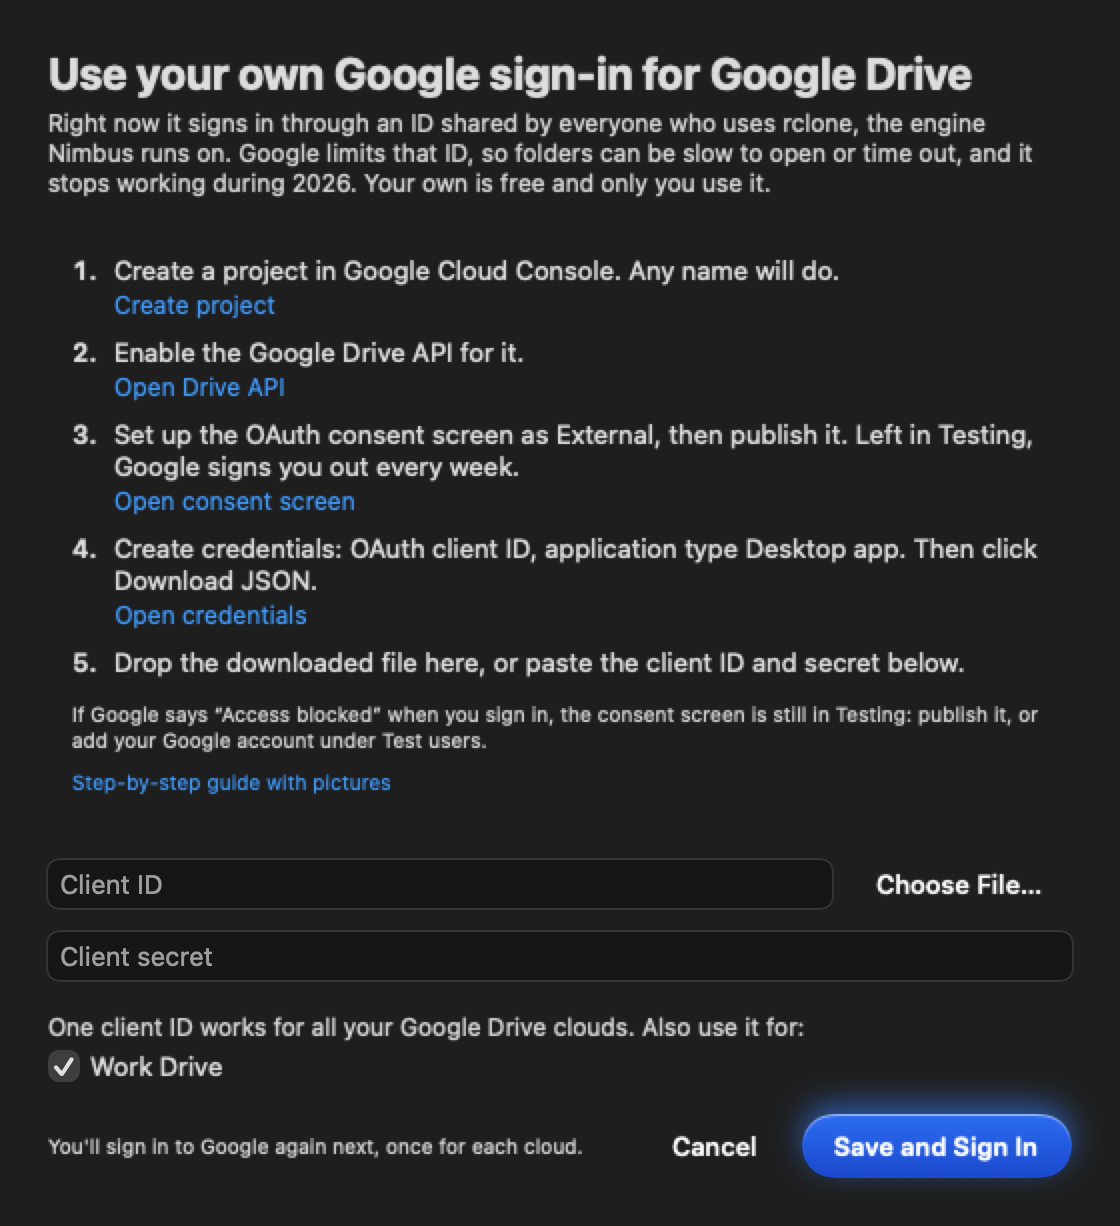 Use your own Google sign-in for Google Drive
Right now it signs in through an ID shared by everyone who uses rclone, the engine
Nimbus runs on. Google limits that ID, so folders can be slow to open or time out, and it
stops working during 2026. Your own is free and only you use it.
1. Create a project in Google Cloud Console. Any name will do.
Create project
2. Enable the Google Drive API for it.
Open Drive API
3. Set up the OAuth consent screen as External, then publish it. Left in Testing,
Google signs you out every week.
Open consent screen
4. Create credentials: OAuth client ID, application type Desktop app. Then click
Download JSON.
Open credentials
5. Drop the downloaded file here, or paste the client ID and secret below.
If Google says “Access blocked” when you sign in, the consent screen is still in Testing: publish it, or
add your Google account under Test users.
Step-by-step guide with pictures
Client ID
Choose File...
Client secret
One client ID works for all your Google Drive clouds. Also use it for:
Work Drive
You'll sign in to Google again next, once for each cloud.
Cancel
Save and Sign In